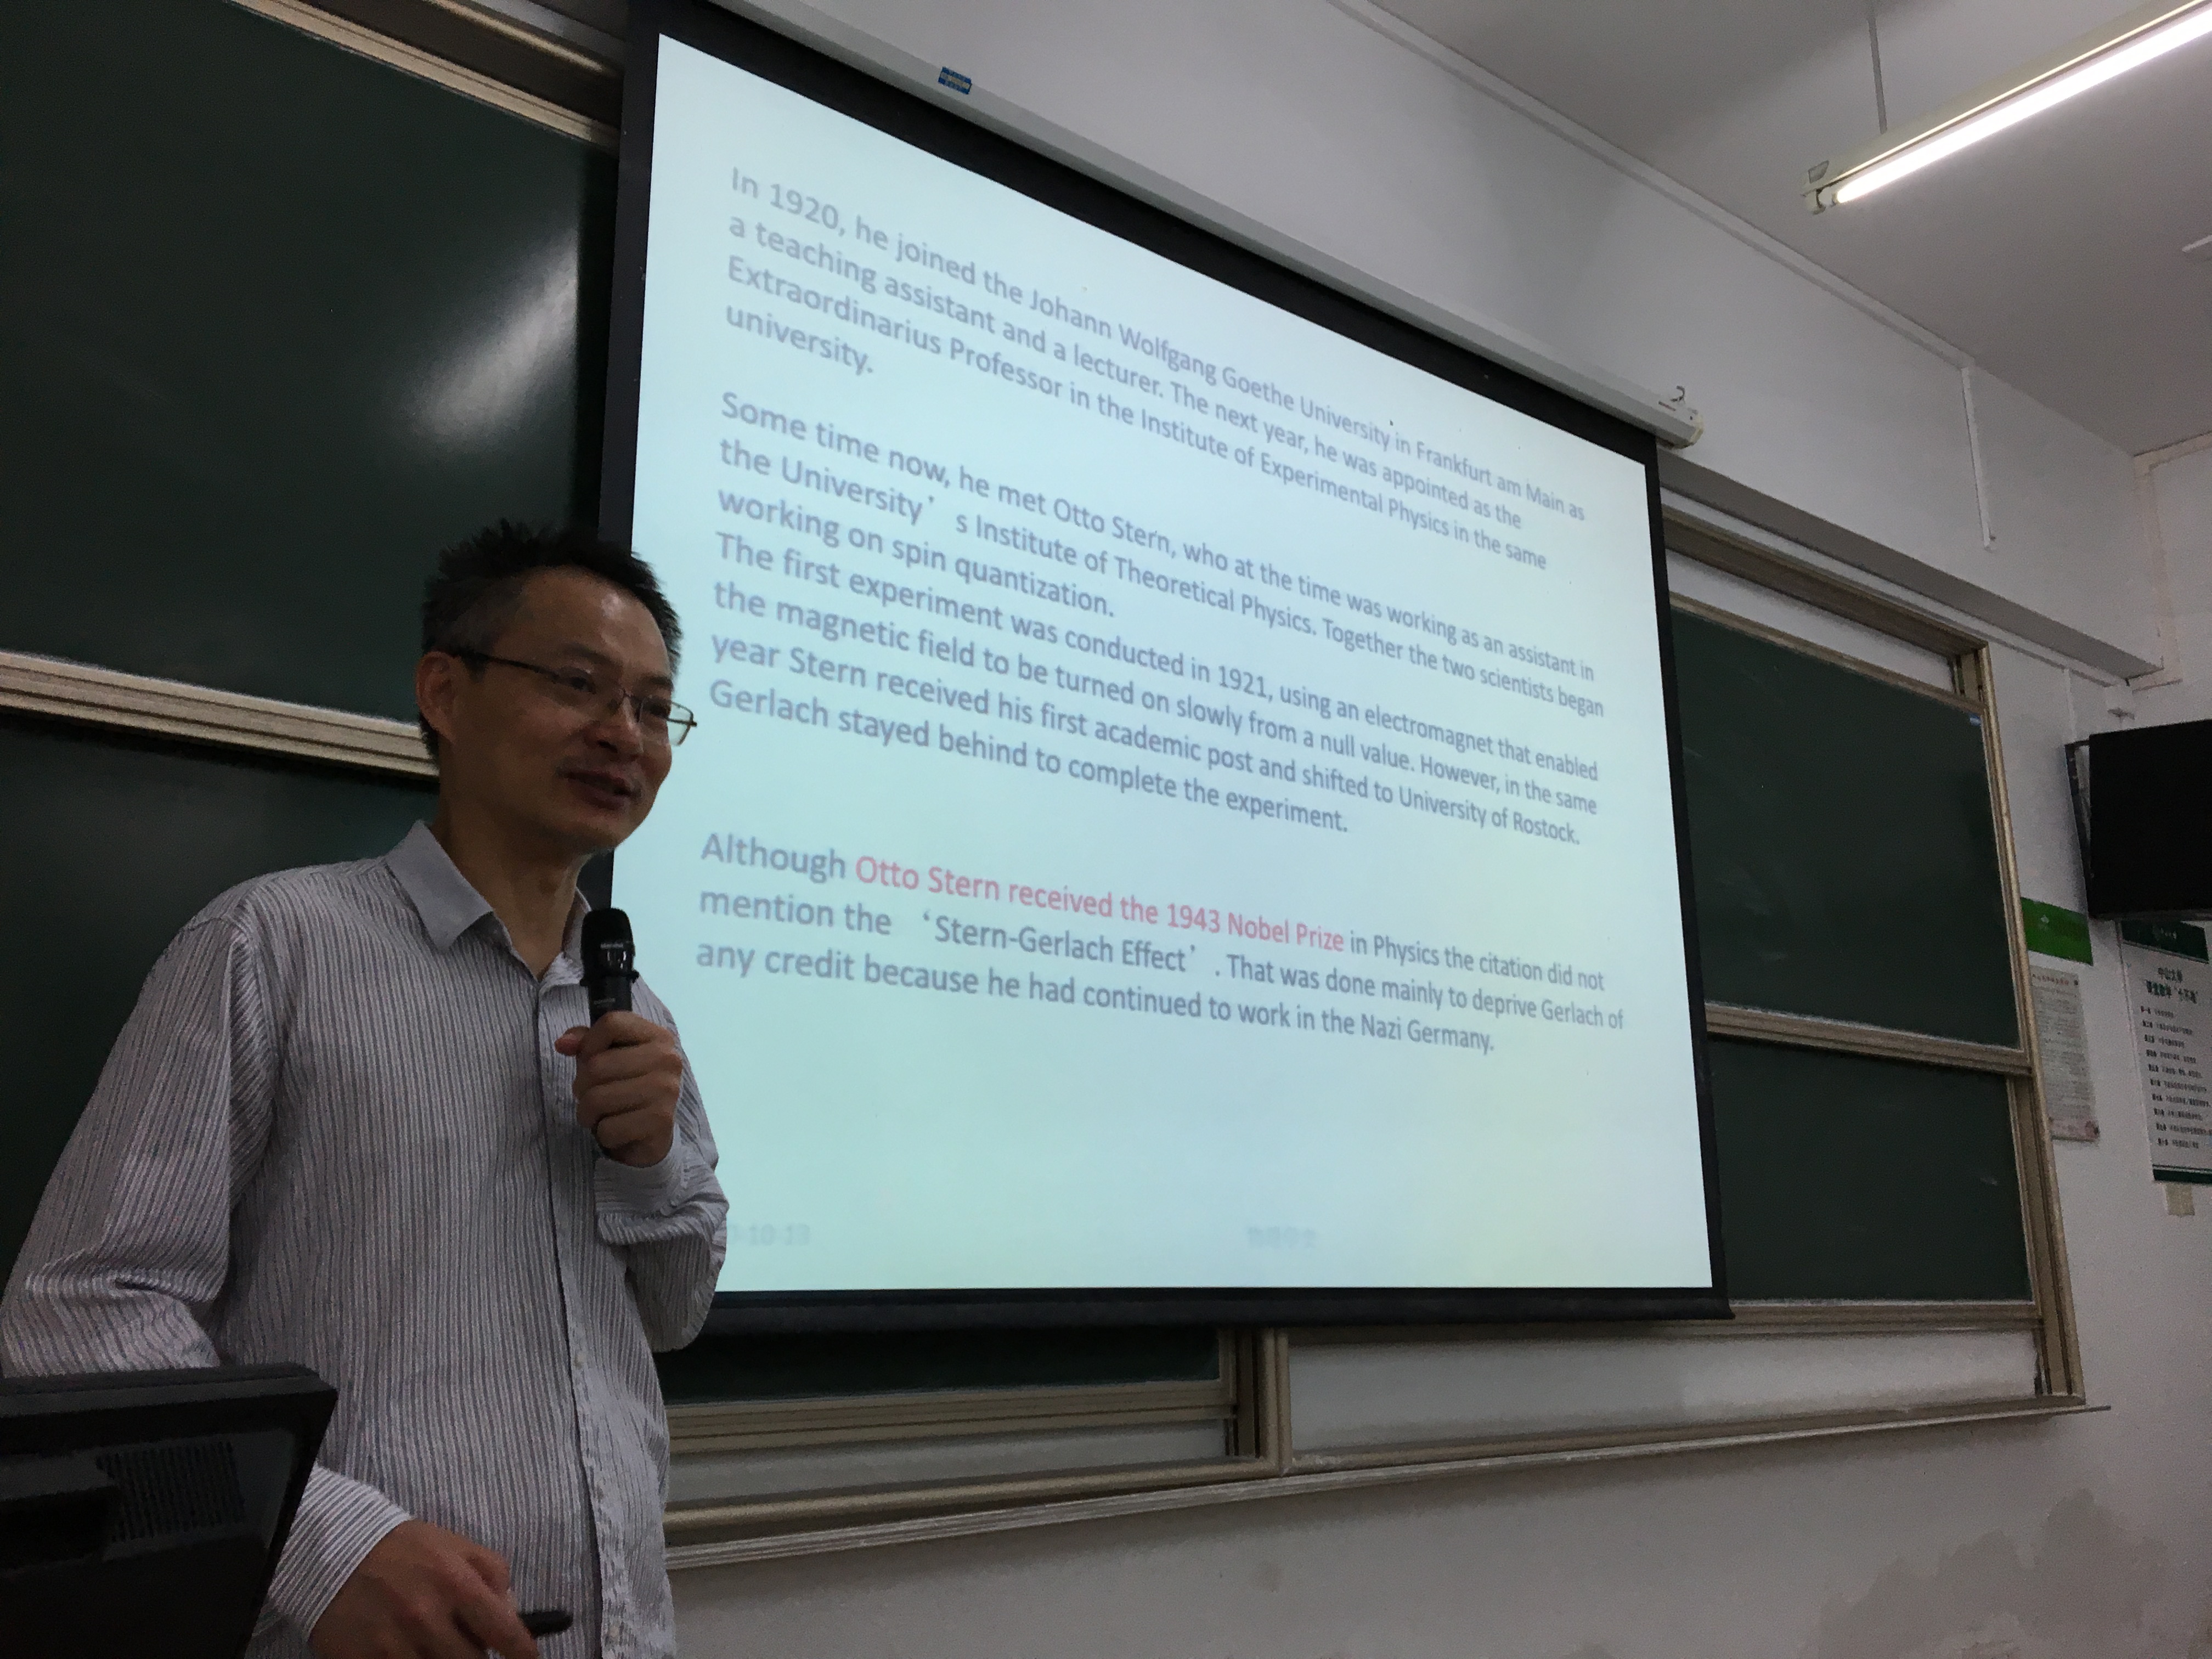 In 1920, he joined the Johann Wolfgang Goethe University in Frankfurt am Main as
a teaching assistant and a lecturer. The next year, he was appointed as the
Extraordinarius Professor in the Institute of Experimental Physics in the same
university.
Some time now, he met Otto Stern, who at the time was working as an assistant in
the University’ s Institute of Theoretical Physics. Together the two scientists began
working on spin quantization.
The first experiment was conducted in 1921, using an electromagnet that enabled
the magnetic field to be turned on slowly from a null value. However, in the same
year Stern received his first academic post and shifted to University of Rostock.
Gerlach stayed behind to complete the experiment.
Although Otto Stern received the 1943 Nobel Prize in Physics the citation did not
mention the ‘Stern-Gerlach Effect’ . That was done mainly to deprive Gerlach of
any credit because he had continued to work in the Nazi Germany.
中山大学